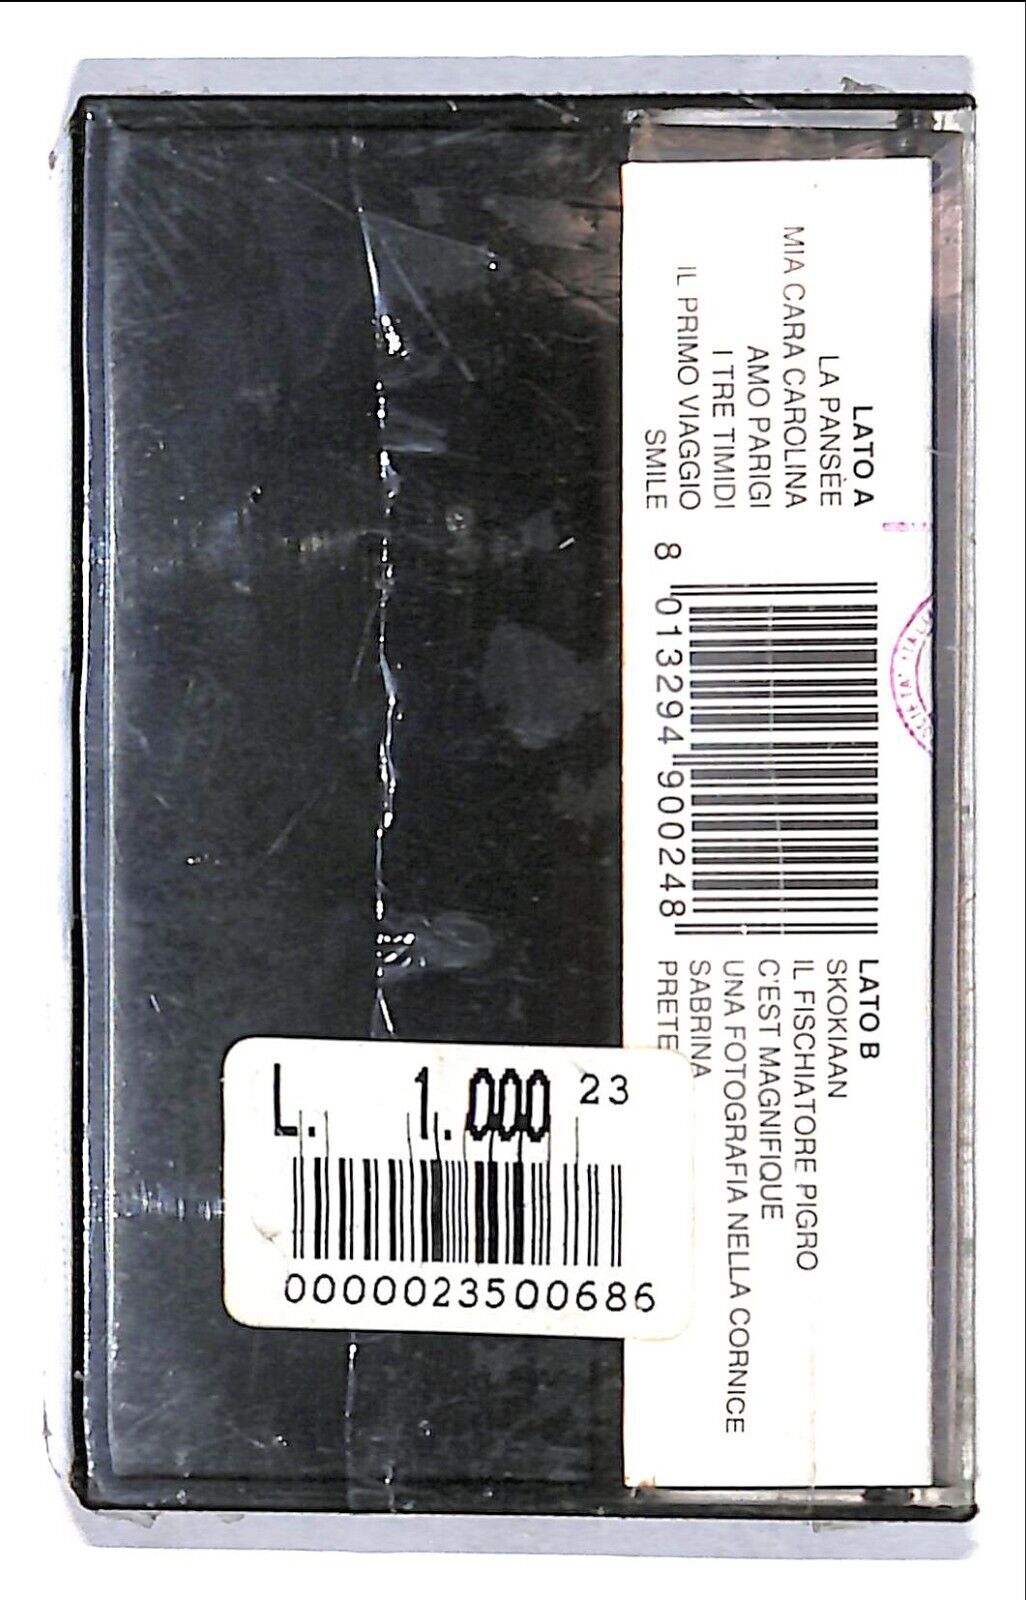 LATO A
LA PANSÈE
MIA CARA CAROLINA
AMO PARIGI
I TRE TIMIDI
IL PRIMO VIAGGIO
SMILE
8 013294 900248
LATO B
SKOKIAAN
IL FISCHIATORE PIGRO
C'EST MAGNIFIQUE
UNA FOTOGRAFIA NELLA CORNICE
SABRINA
L. 1.000 23
0000023500686